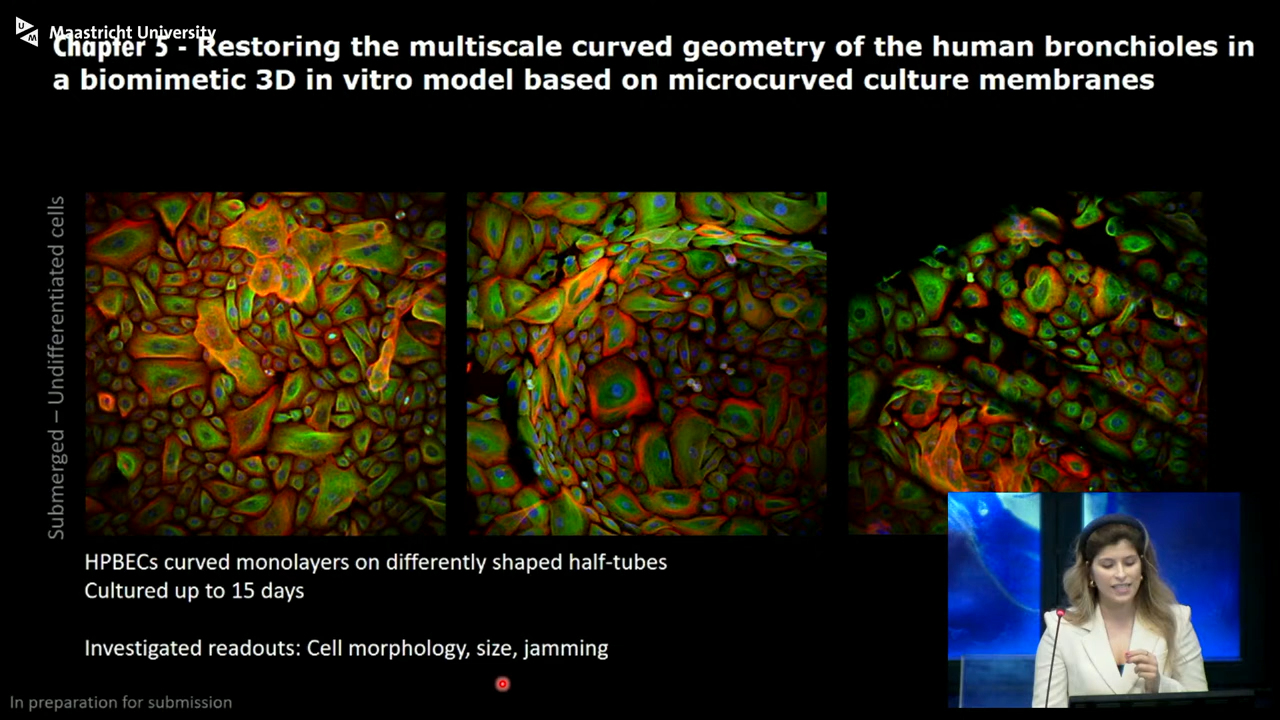 UM
Maastricht University
Chapter 5 - Restoring the multiscale curved geometry of the human bronchioles in
a biomimetic 3D in vitro model based on microcurved culture membranes
Submerged – Undifferentiated cells
HPBECs curved monolayers on differently shaped half-tubes
Cultured up to 15 days
Investigated readouts: Cell morphology, size, jamming
In preparation for submission